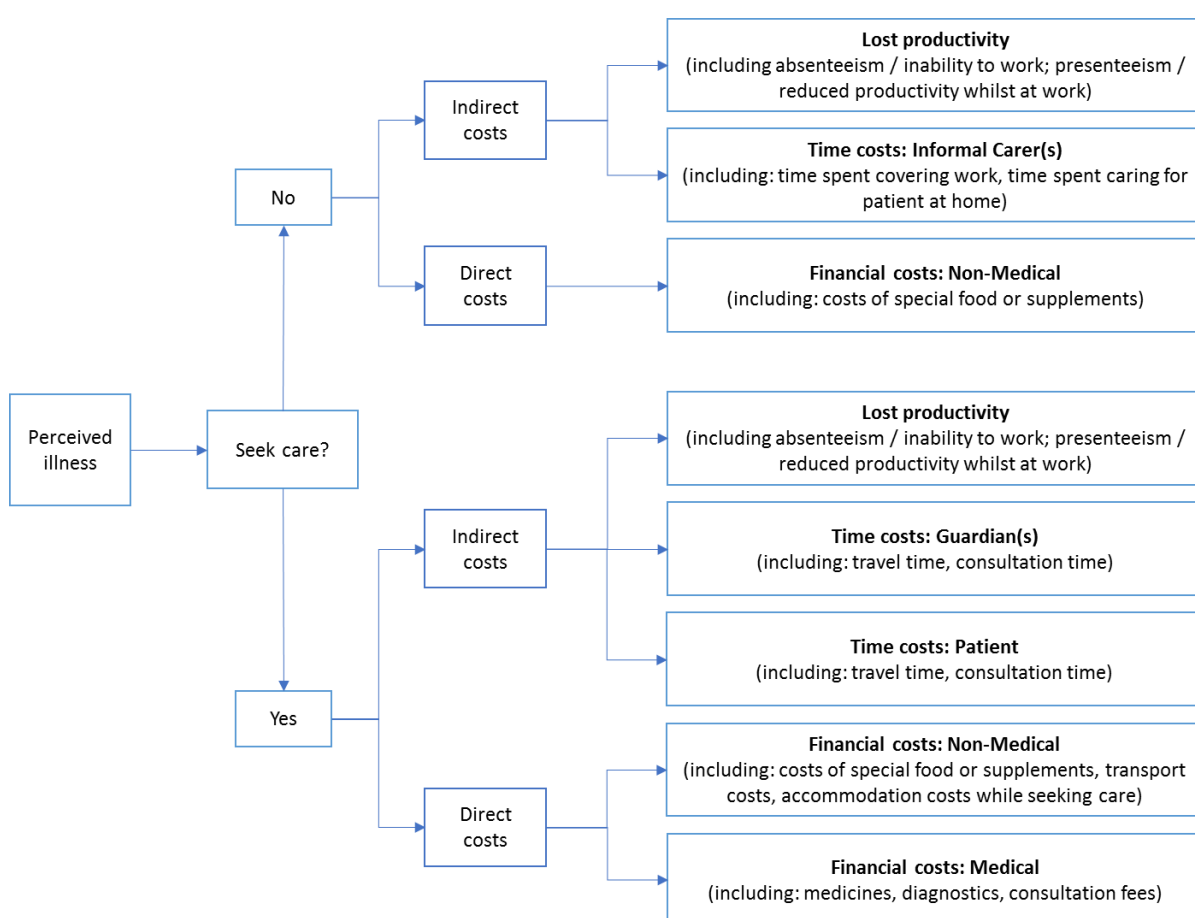 Perceived
illness
Seek care?
No
Indirect
costs
Lost productivity
(including absenteeism / inability to work; presenteeism /
reduced productivity whilst at work)
Time costs: Informal Carer(s)
(including: time spent covering work, time spent caring for
patient at home)
Direct
costs
Financial costs: Non-Medical
(including: costs of special food or supplements)
Yes
Indirect
costs
Lost productivity
(including absenteeism / inability to work; presenteeism /
reduced productivity whilst at work)
Time costs: Guardian(s)
(including: travel time, consultation time)
Time costs: Patient
(including: travel time, consultation time)
Direct
costs
Financial costs: Non-Medical
(including: costs of special food or supplements, transport
costs, accommodation costs while seeking care)
Financial costs: Medical
(including: medicines, diagnostics, consultation fees)